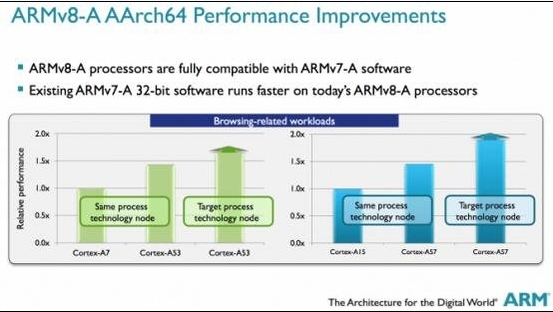 ARMv8-A AArch64 Performance Improvements
ARMv8-A processors are fully compatible with ARMv7-A software
Existing ARMv7-A 32-bit software runs faster on today's ARMv8-A processors
Browsing-related workloads
Relative performance
2.0x
1.5x
1.0x
0.5x
0.0x
Same process
technology node
Target process
technology node
Cortex-A7
Cortex-A53
Cortex-A53
2.0x
1.5x
1.0x
0.5x
0.0x
Same process
technology node
Target process
technology node
Cortex-A15
Cortex-A57
Cortex-A57
The Architecture for the Digital World® ARM®